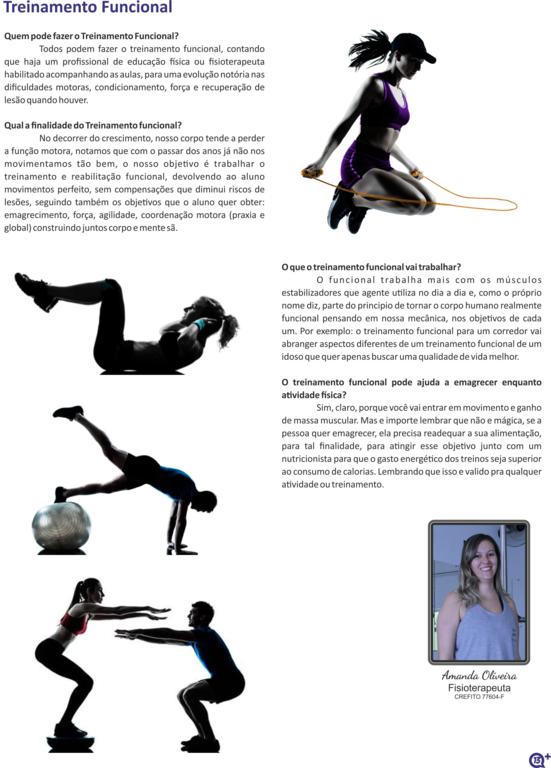 Treinamento Funcional
Quem pode fazer o Treinamento Funcional?
Todos podem fazer o treinamento funcional, contando
que haja um profissional de educação física ou fisioterapeuta
habilitado acompanhando as aulas, para uma evolução notória nas
dificuldades motoras, condicionamento, força e recuperação de
lesão quando houver.
Qual a finalidade do Treinamento funcional?
No decorrer do crescimento, nosso corpo tende a perder
a função motora, notamos que com o passar dos anos já não nos
movimentamos tão bem, o nosso objetivo é trabalhar o
treinamento e reabilitação funcional, devolvendo ao aluno
movimentos perfeito, sem compensações que diminui riscos de
lesões, seguindo também os objetivos que o aluno quer obter:
emagrecimento, força, agilidade, coordenação motora (praxia e
global) construindo juntos corpo e mente sã.
O que o treinamento funcional vai trabalhar?
O funcional trabalha mais com os músculos
estabilizadores que agente utiliza no dia a dia e, como o próprio
nome diz, parte do principio de tornar o corpo humano realmente
funcional pensando em nossa mecânica, nos objetivos de cada
um. Por exemplo: o treinamento funcional para um corredor vai
abranger aspectos diferentes de um treinamento funcional de um
idoso que quer apenas buscar uma qualidade de vida melhor.
O treinamento funcional pode ajuda a emagrecer enquanto
atividade física?
Sim, claro, porque você vai entrar em movimento e ganho
de massa muscular. Mas e importe lembrar que não e mágica, se a
pessoa quer emagrecer, ela precisa readequar a sua alimentação,
para tal finalidade, para atingir esse objetivo junto com um
nutricionista para que o gasto energético dos treinos seja superior
ao consumo de calorias. Lembrando que isso e valido pra qualquer
atividade ou treinamento.
Amanda Oliveira
Fisioterapeuta
CREFITO 77604-F
15